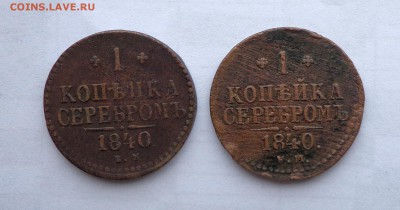 COINS.LAVE.RU
1
КОПѢЙКА
СЕРЕБРОМЪ
1840
Е.М.
1
КОПѢЙКА
СЕРЕБРОМЪ
1840.